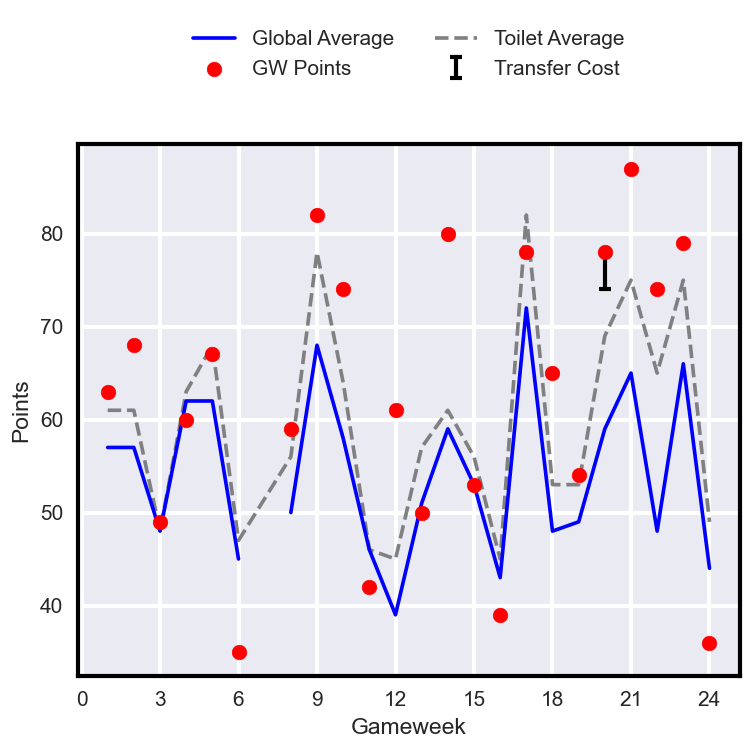 Global Average Toilet Average
GW Points Transfer Cost
Points
80
70
60
50
40
0 3 6 9 12 15 18 21 24
Gameweek